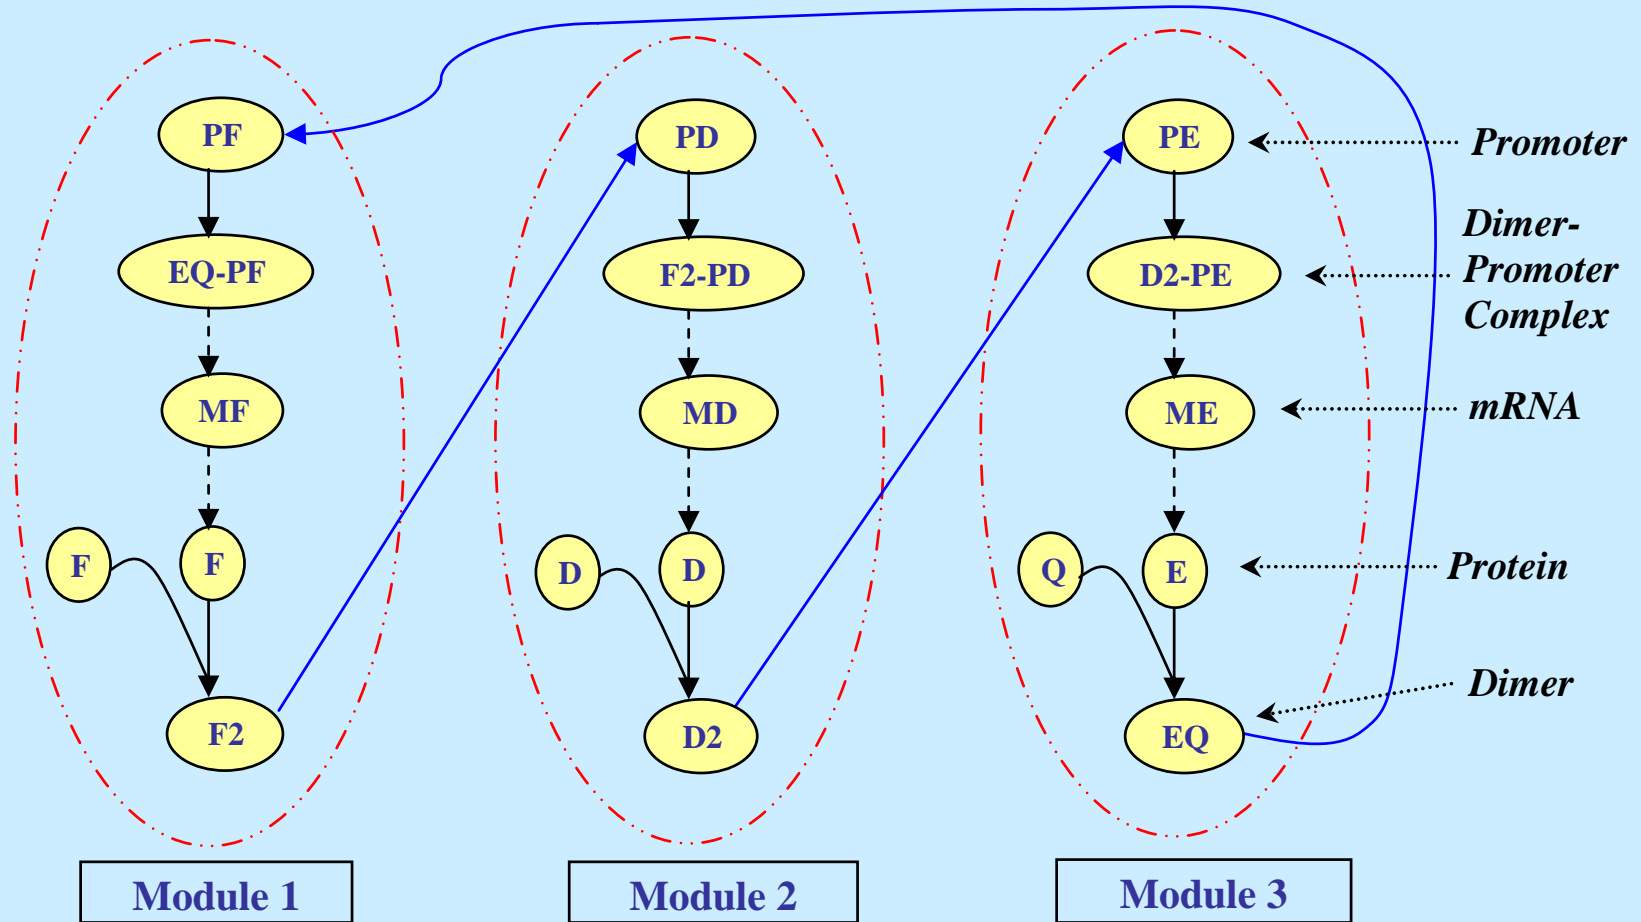 PF
PD
PE
Promoter
EQ-PF
F2-PD
D2-PE
Dimer-
Promoter
Complex
MF
MD
ME
mRNA
F
F
D
D
Q
E
Protein
F2
D2
EQ
Dimer
Module 1
Module 2
Module 3